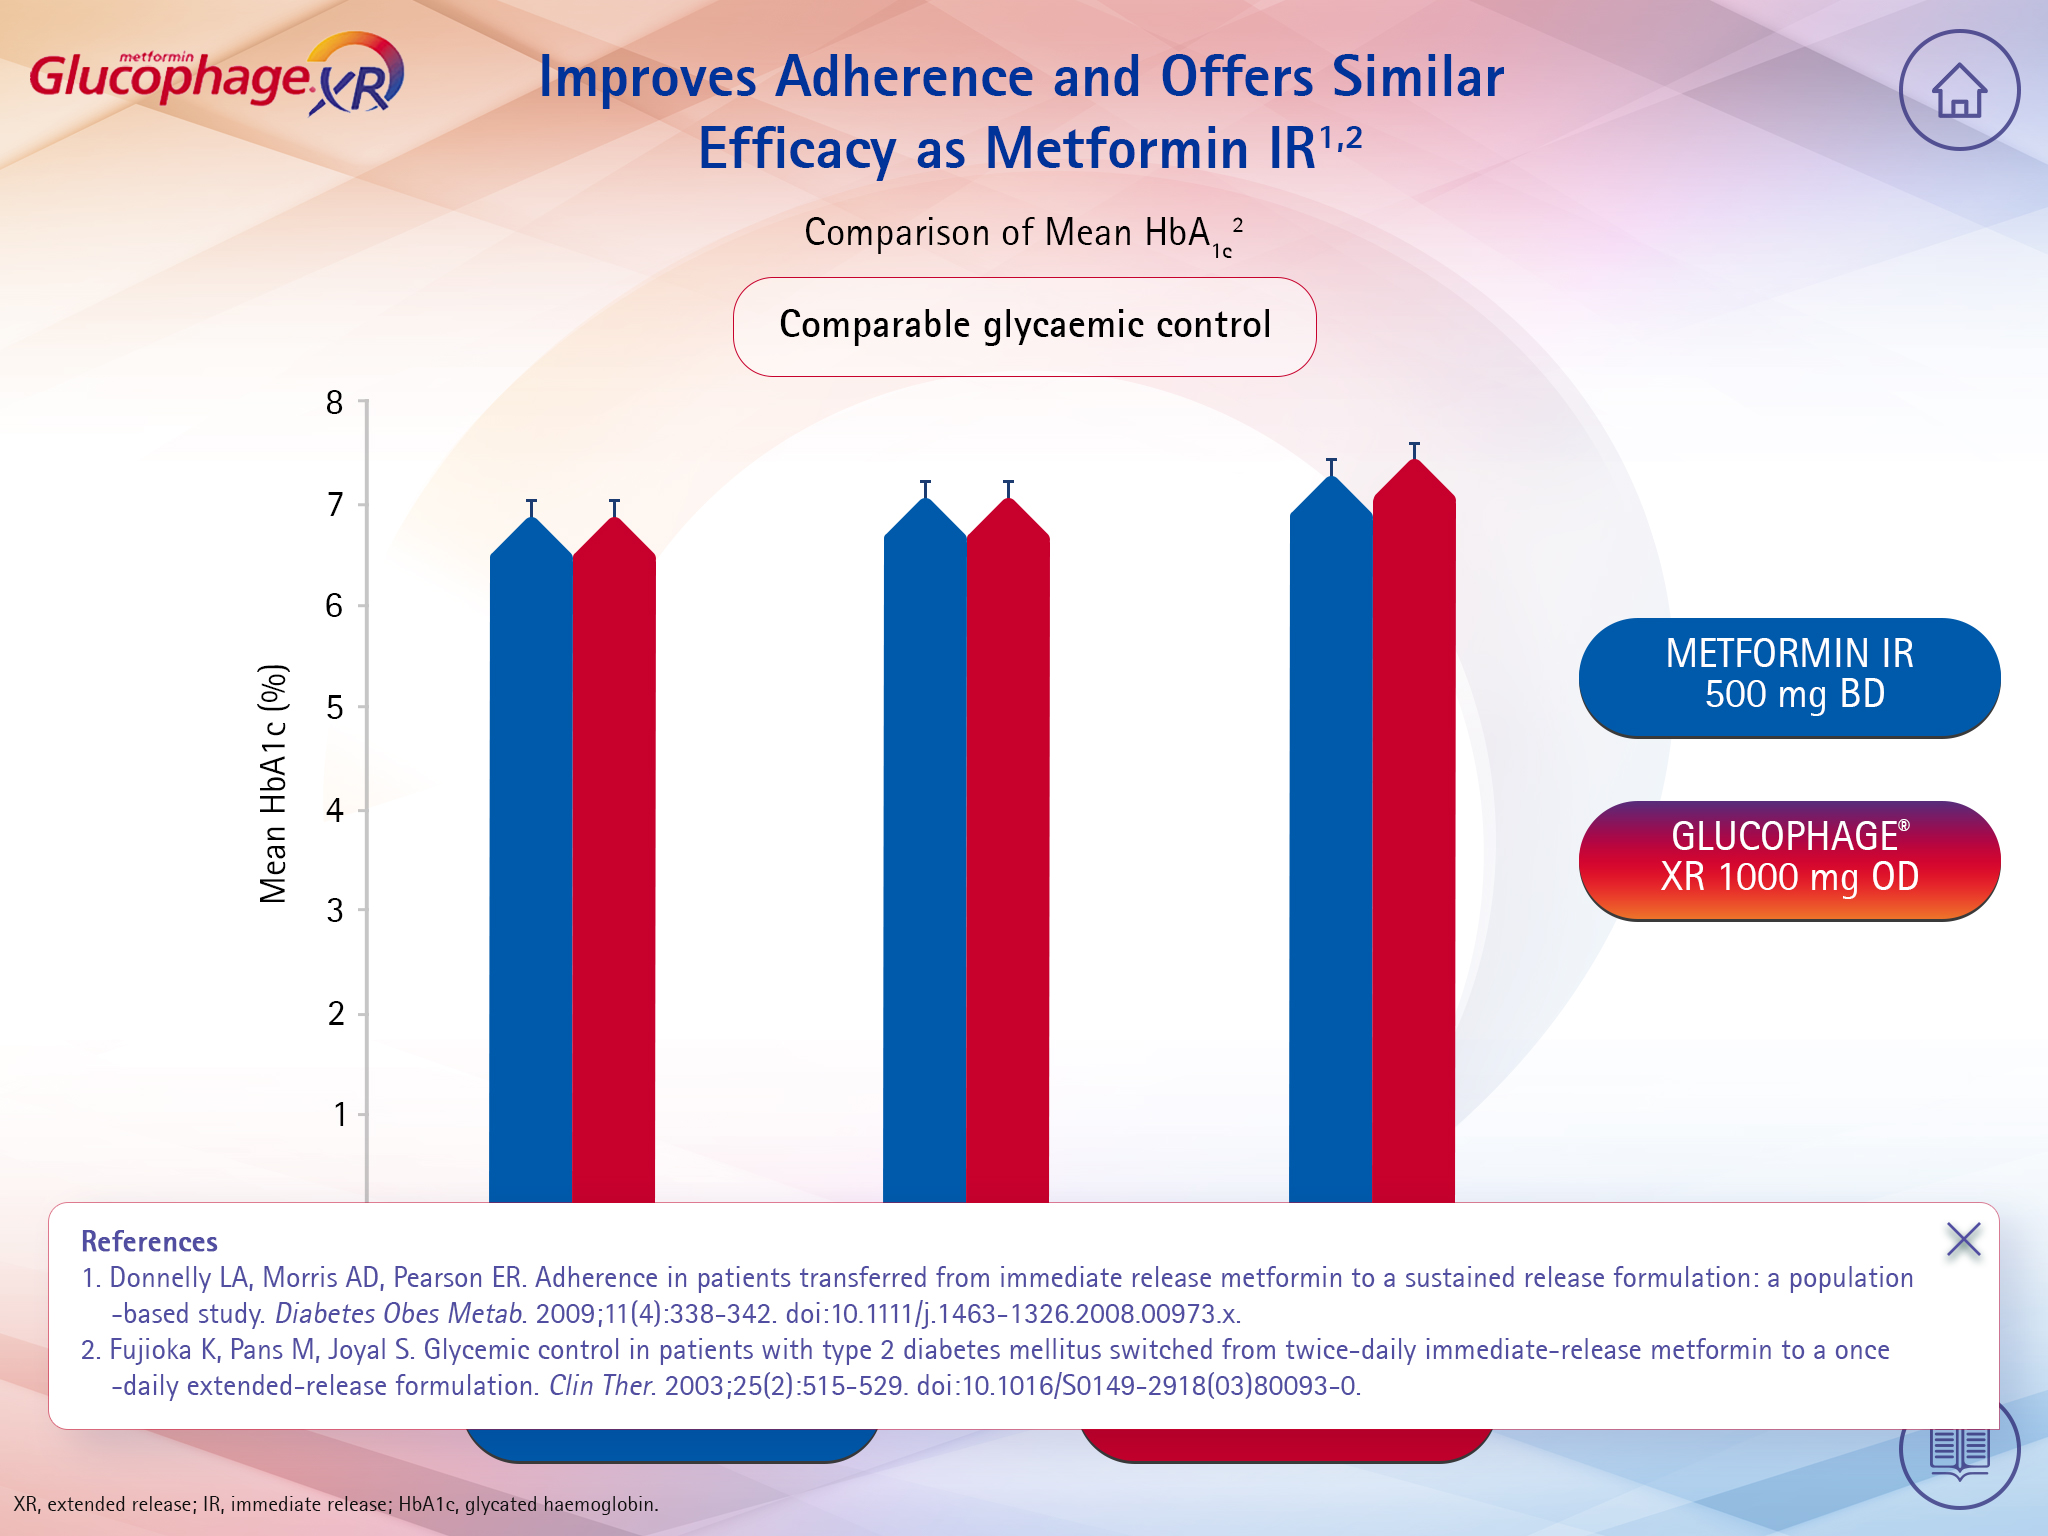 metformin
Glucophage® XR
Improves Adherence and Offers Similar
Efficacy as Metformin IR1,2
Comparison of Mean HbA1c2
Comparable glycaemic control
8
7
6
5
4
3
2
1
Mean HbA1c (%)
METFORMIN IR
500 mg BD
GLUCOPHAGE®
XR 1000 mg OD
References
1. Donnelly LA, Morris AD, Pearson ER. Adherence in patients transferred from immediate release metformin to a sustained release formulation: a population
-based study. Diabetes Obes Metab. 2009;11(4):338-342. doi:10.1111/j.1463-1326.2008.00973.x.
2. Fujioka K, Pans M, Joyal S. Glycemic control in patients with type 2 diabetes mellitus switched from twice-daily immediate-release metformin to a once
-daily extended-release formulation. Clin Ther. 2003;25(2):515-529. doi:10.1016/S0149-2918(03)80093-0.
XR, extended release; IR, immediate release; HbA1c, glycated haemoglobin.